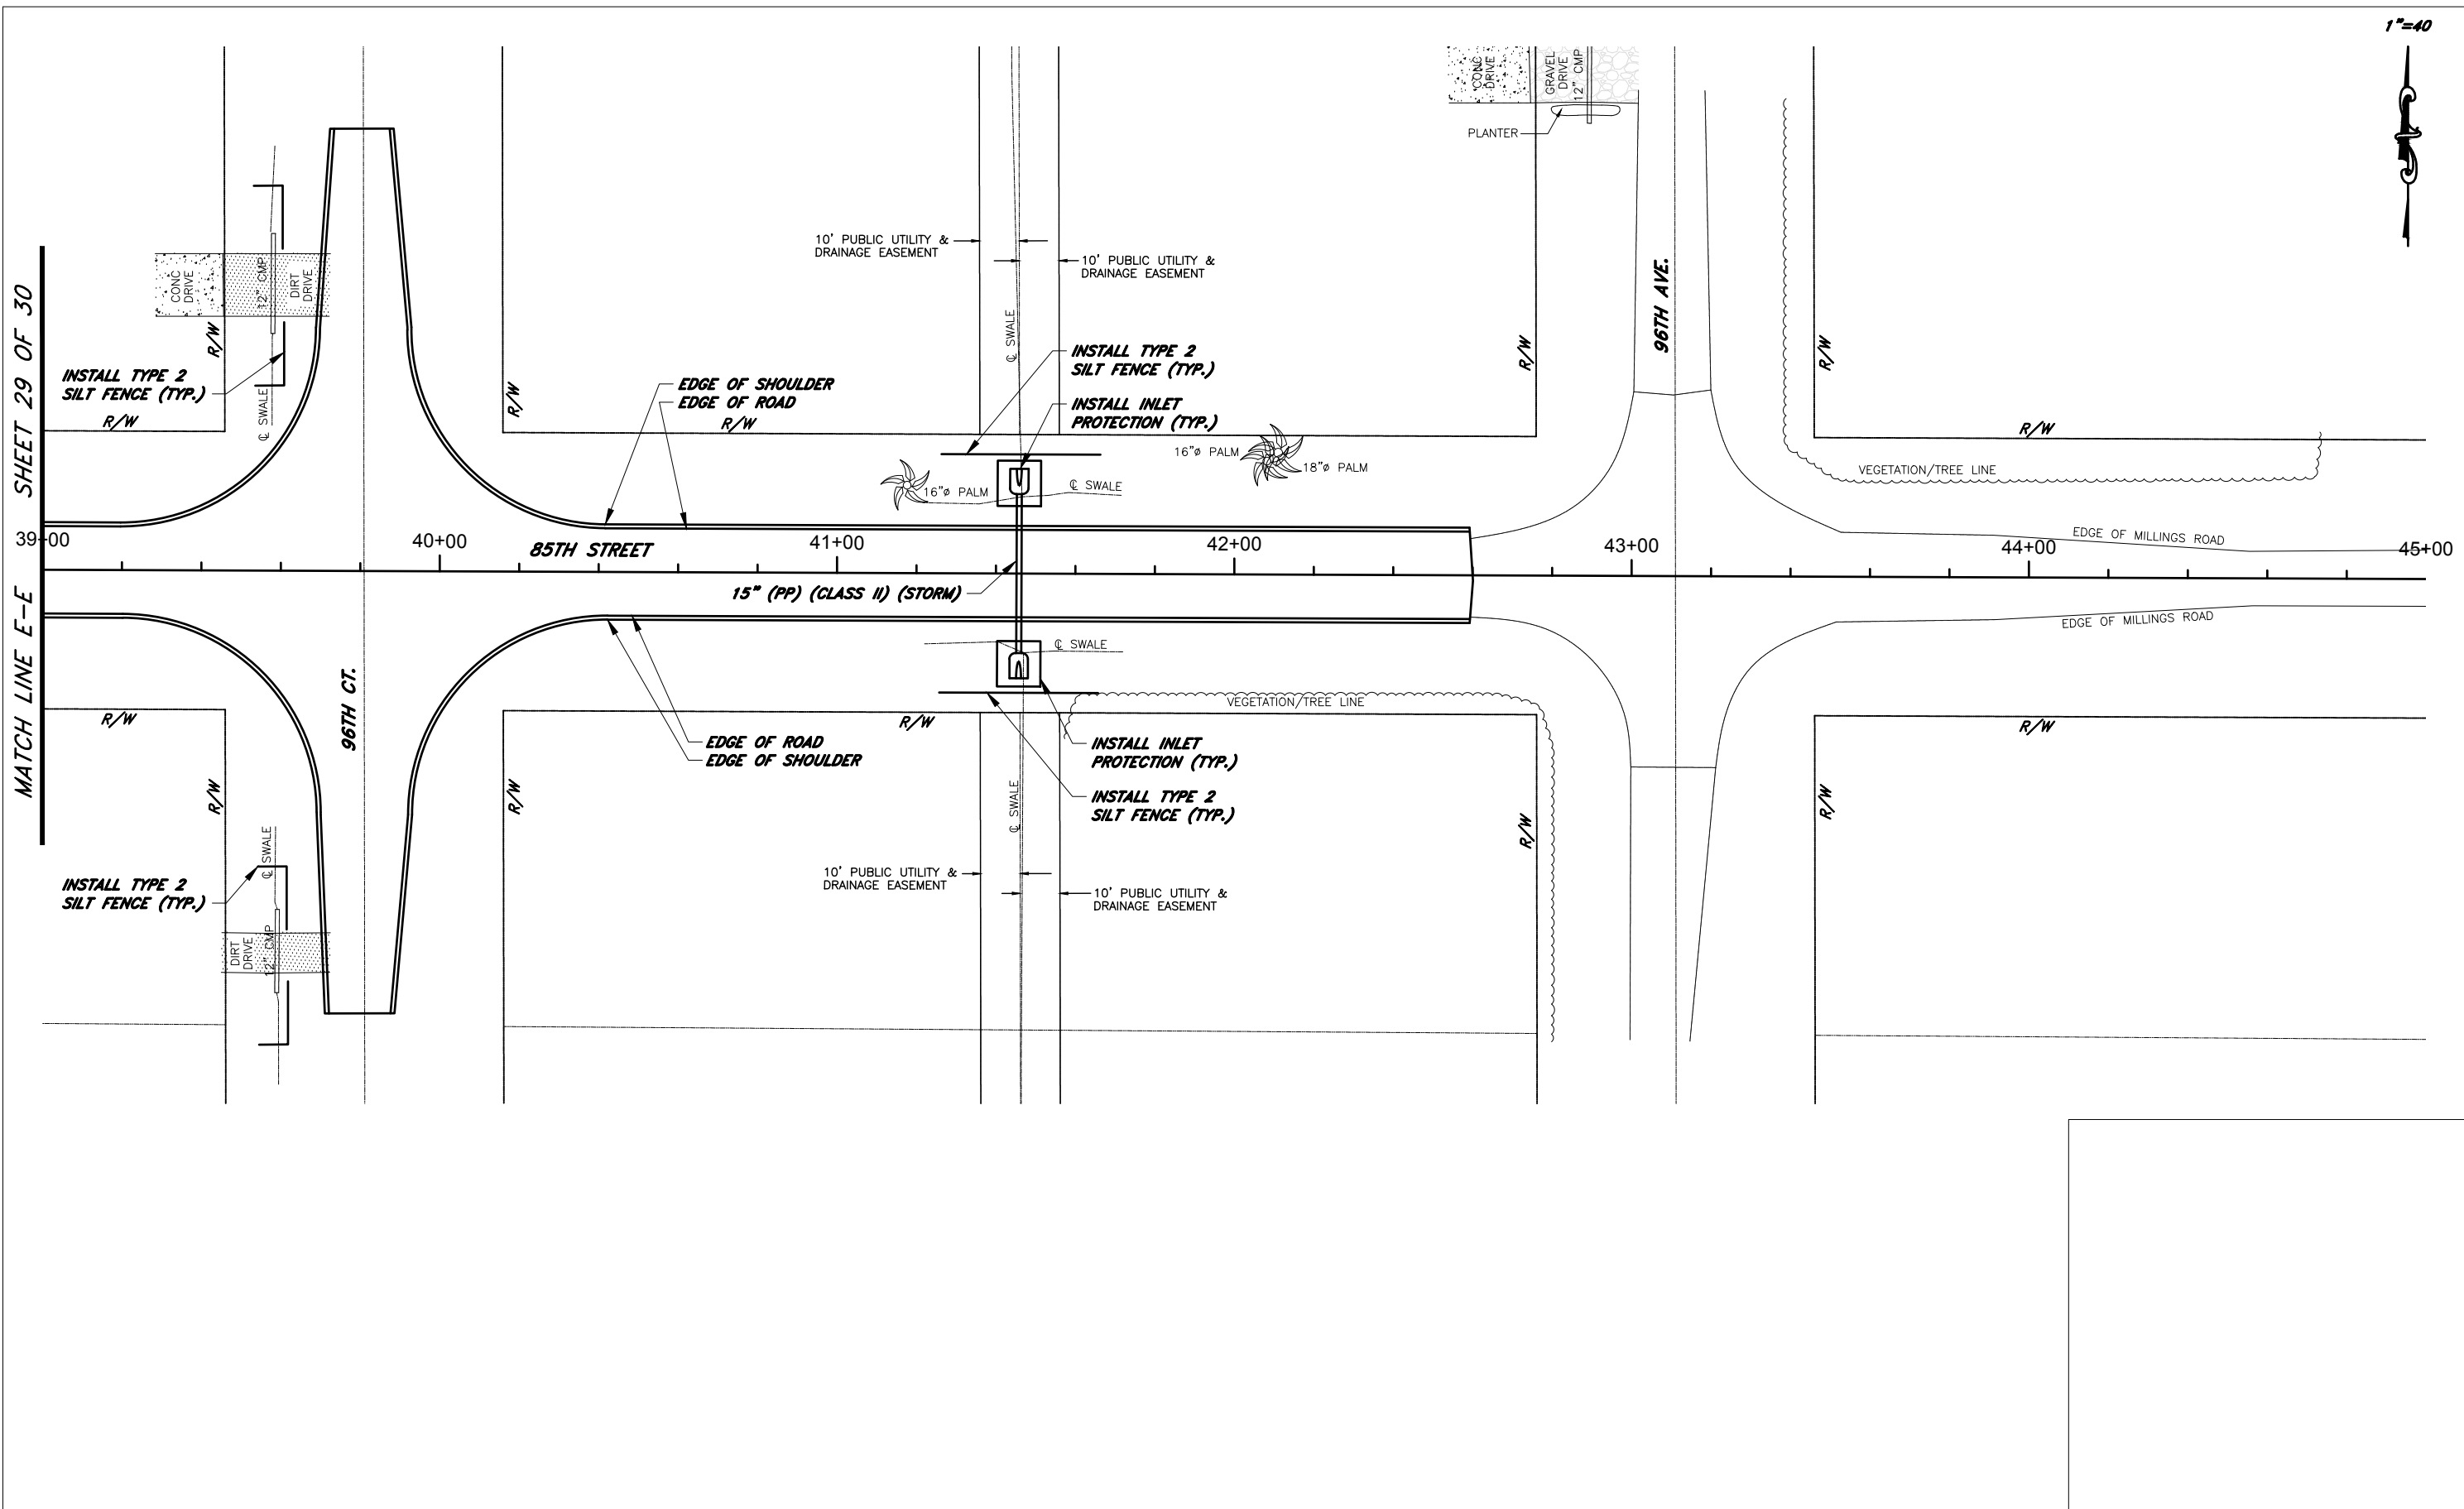 1"=40
CONC
DRIVE
GRAVEL
DRIVE
12" CMP
PLANTER
10' PUBLIC UTILITY &
DRAINAGE EASEMENT
10' PUBLIC UTILITY &
DRAINAGE EASEMENT
CONC
DRIVE
12" CMP
DIRT
DRIVE
R/W
96TH AVE.
MATCH LINE E-E   SHEET 29 OF 30
INSTALL TYPE 2
SILT FENCE (TYP.)
℄ SWALE
R/W
R/W
EDGE OF SHOULDER
EDGE OF ROAD
R/W
℄ SWALE
INSTALL TYPE 2
SILT FENCE (TYP.)
INSTALL INLET
PROTECTION (TYP.)
R/W
R/W
R/W
16"ø PALM
18"ø PALM
16"ø PALM
℄ SWALE
VEGETATION/TREE LINE
39+00
40+00
85TH STREET
41+00
42+00
43+00
44+00
45+00
EDGE OF MILLINGS ROAD
15" (PP) (CLASS II) (STORM)
EDGE OF MILLINGS ROAD
℄ SWALE
96TH CT.
VEGETATION/TREE LINE
R/W
R/W
R/W
EDGE OF ROAD
EDGE OF SHOULDER
INSTALL INLET
PROTECTION (TYP.)
INSTALL TYPE 2
SILT FENCE (TYP.)
R/W
R/W
℄ SWALE
R/W
R/W
℄ SWALE
INSTALL TYPE 2
SILT FENCE (TYP.)
10' PUBLIC UTILITY &
DRAINAGE EASEMENT
10' PUBLIC UTILITY &
DRAINAGE EASEMENT
DIRT
DRIVE
12" CMP